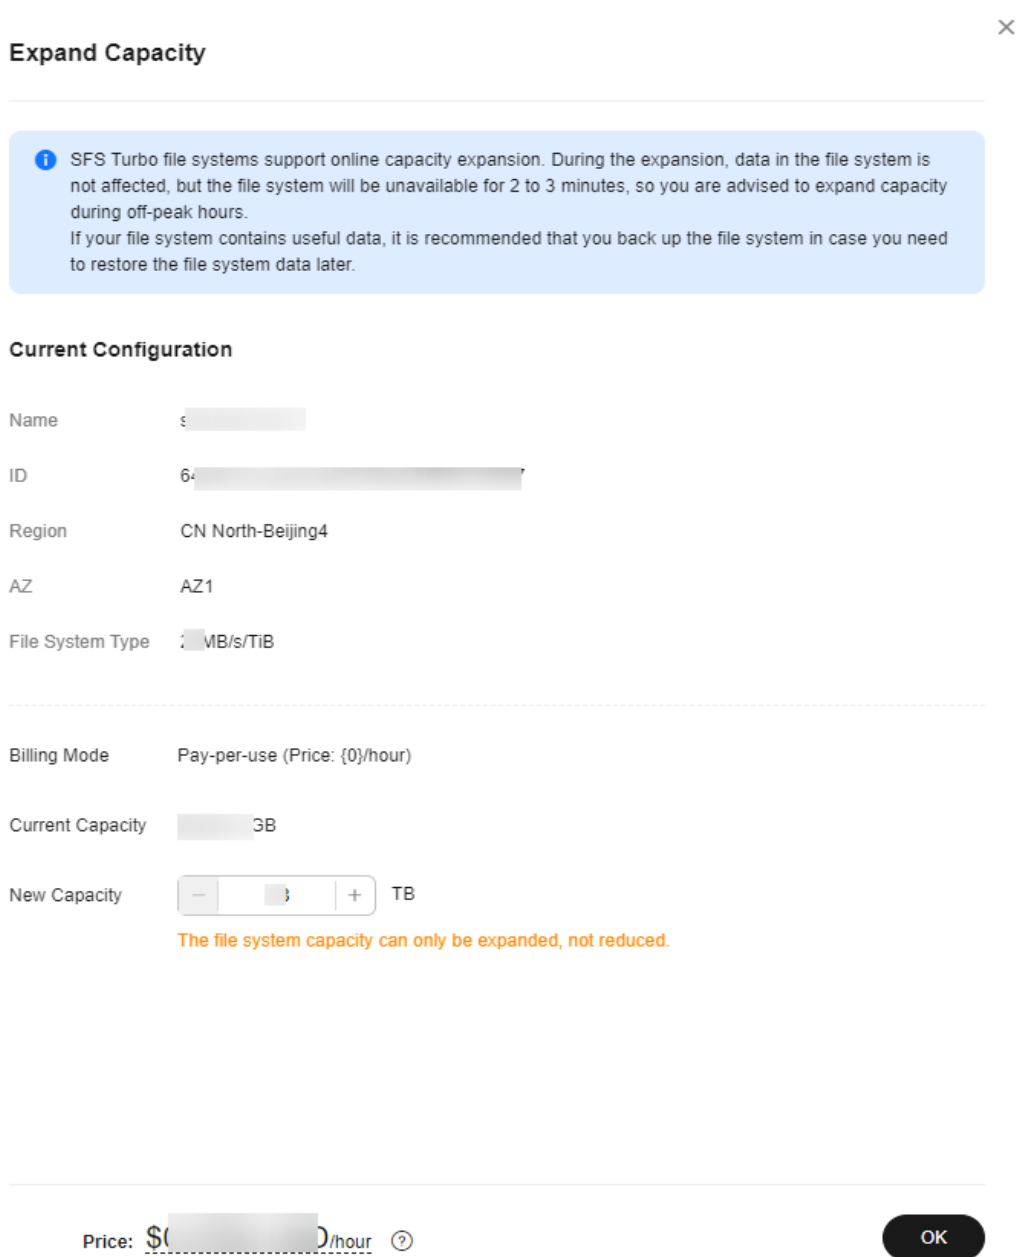 Expand Capacity
SFS Turbo file systems support online capacity expansion. During the expansion, data in the file system is
not affected, but the file system will be unavailable for 2 to 3 minutes, so you are advised to expand capacity
during off-peak hours.
If your file system contains useful data, it is recommended that you back up the file system in case you need
to restore the file system data later.
Current Configuration
Name
ID
Region CN North-Beijing4
AZ AZ1
File System Type MB/s/TiB
Billing Mode Pay-per-use (Price: {0}/hour)
Current Capacity GB
New Capacity − + TB
The file system capacity can only be expanded, not reduced.
Price: $ /hour ?
OK